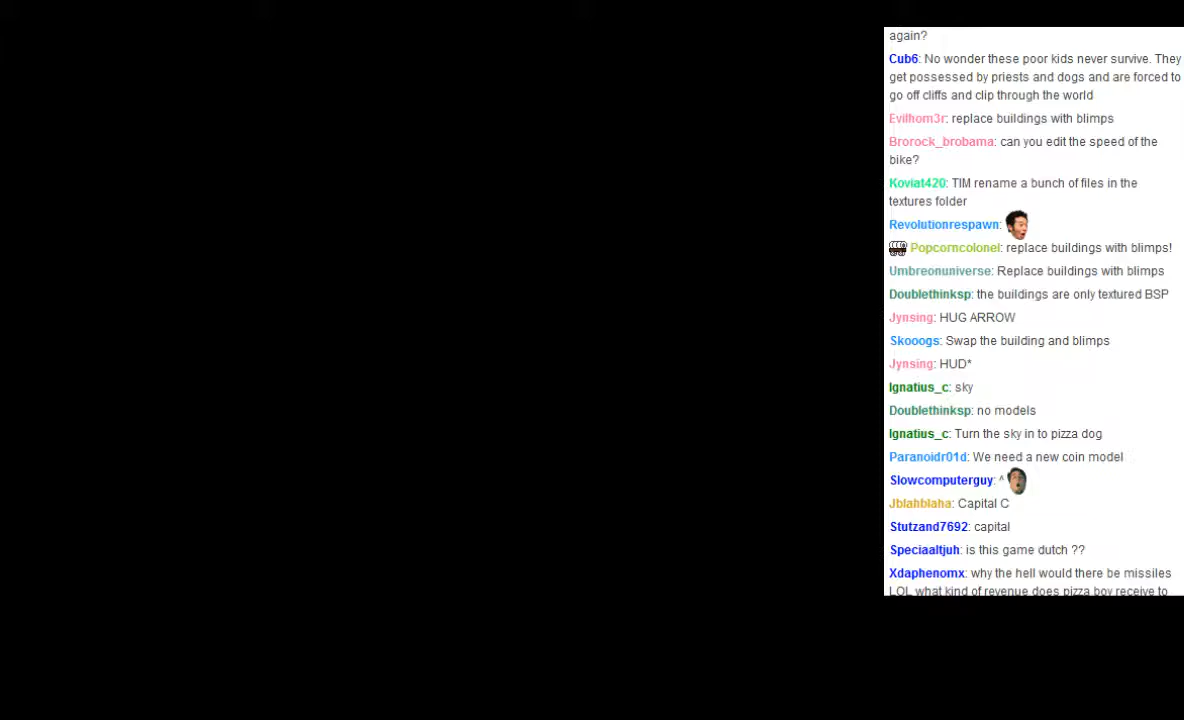 again?
Cub6: No wonder these poor kids never survive. They
get possessed by priests and dogs and are forced to
go off cliffs and clip through the world
Evilhom3r: replace buildings with blimps
Brorock_brobama: can you edit the speed of the
bike?
Koviat420: TIM rename a bunch of files in the
textures folder
Revolutionrespawn:
Popcorncolonel: replace buildings with blimps!
Umbreonuniverse: Replace buildings with blimps
Doublethinksp: the buildings are only textured BSP
Jynsing: HUG ARROW
Skooogs: Swap the building and blimps
Jynsing: HUD*
Ignatius_c: sky
Doublethinksp: no models
Ignatius_c: Turn the sky in to pizza dog
Paranoidr01d: We need a new coin model
Slowcomputerguy: ^
Jblahblaha: Capital C
Stutzand7692: capital
Speciaaltjuh: is this game dutch ??
Xdaphenomx: why the hell would there be missiles
LOL what kind of revenue does pizza boy receive to